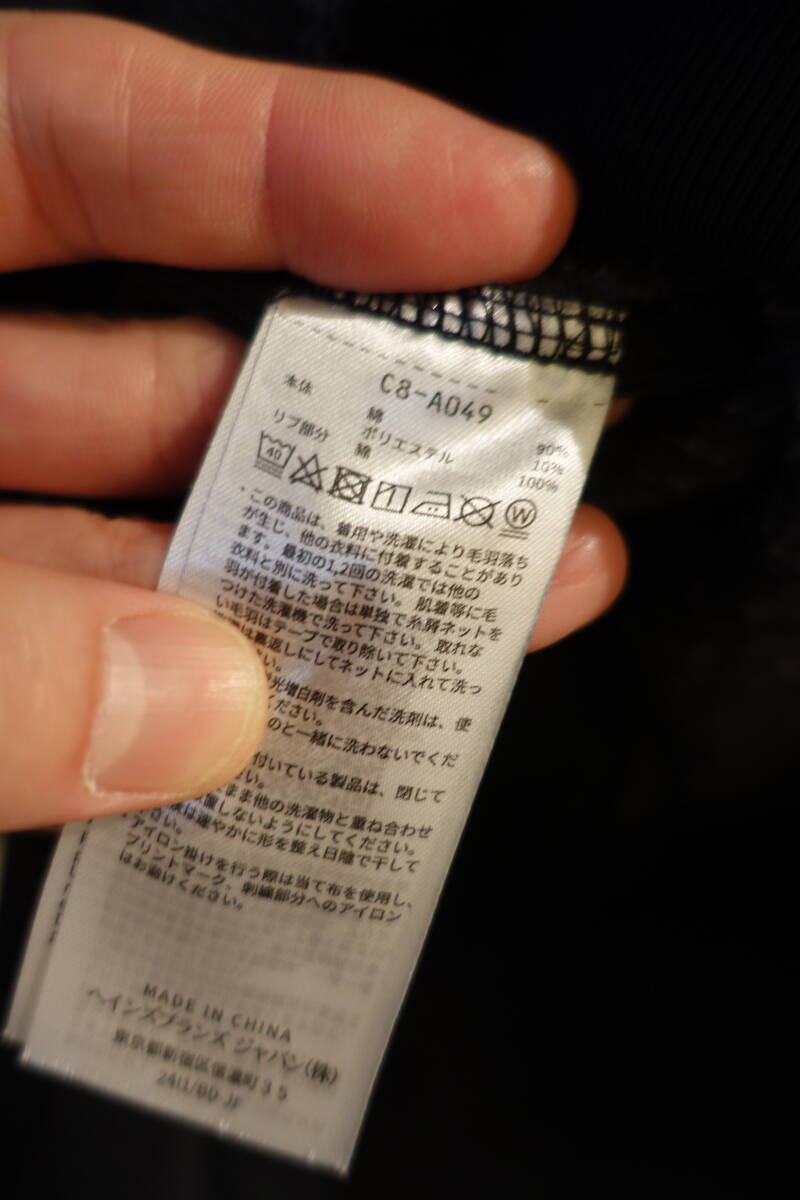 C8-A049
本体 綿 90%
ポリエステル 10%
リブ部分 綿 100%
40
W
・この商品は、着用や洗濯により毛羽落ち
が生じ、他の衣料に付着することがあり
ます。最初の1,2回の洗濯では他の
衣料と別に洗って下さい。肌着等に毛
羽が付着した場合は単独で糸屑ネットを
つけた洗濯機で洗って下さい。取れな
い毛羽はテープで取り除いて下さい。
は裏返しにしてネットに入れて洗っ
い。
光増白剤を含んだ洗剤は、使
ださい。
のと一緒に洗わないでくだ
付いている製品は、閉じて
い。
まま他の洗濯物と重ね合わせ
しないようにしてください。
は速やかに形を整え日陰で干して
さい。
アイロン掛けを行う際は当て布を使用し、
プリントマーク、刺繍部分へのアイロン
はお避けください。
MADE IN CHINA
ヘインズブランズ ジャパン(株)
東京都新宿区信濃町35
2411/BD-JF